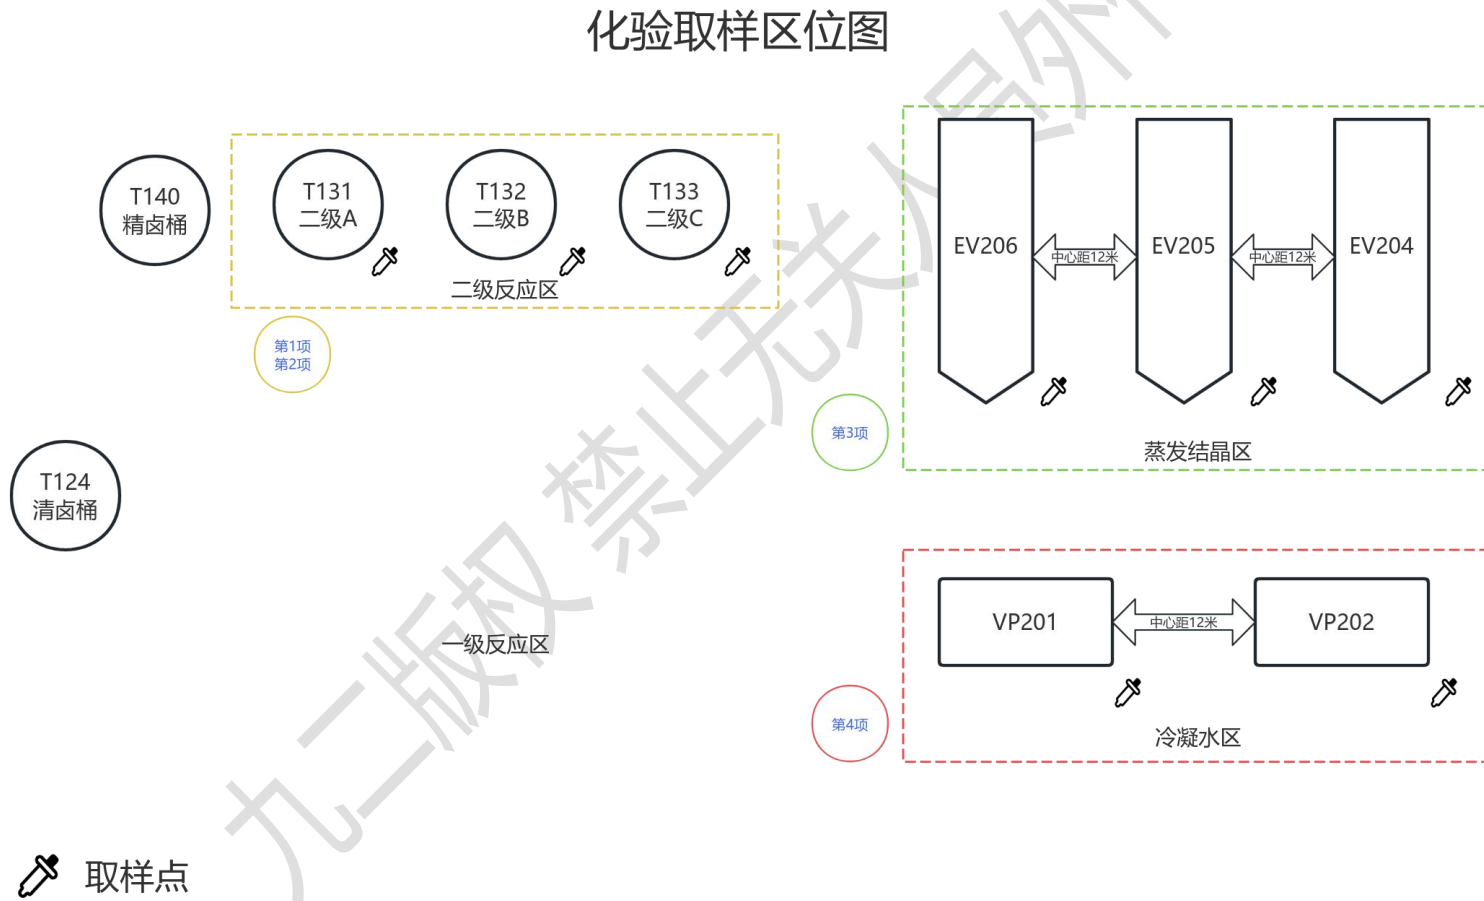 化验取样区位图
T140
精卤桶
T131
二级A
T132
二级B
T133
二级C
二级反应区
第1项
第2项
EV206
中心距12米
EV205
中心距12米
EV204
第3项
蒸发结晶区
T124
清卤桶
一级反应区
VP201
中心距12米
VP202
第4项
冷凝水区
取样点
九二版权 禁止无关人员外